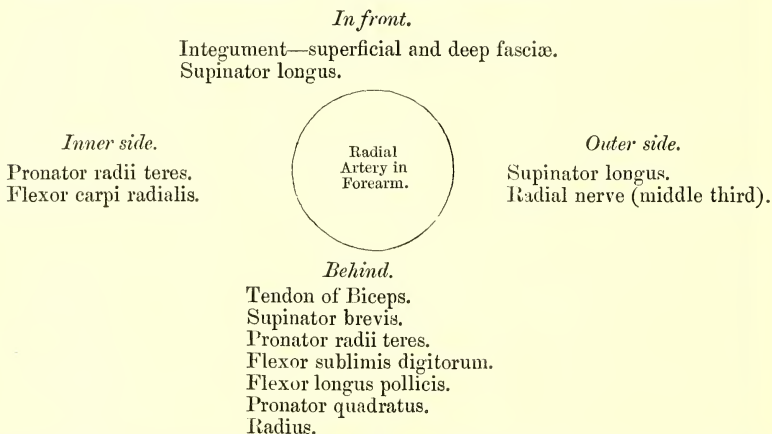 In front.
Integument—superficial and deep fasciæ.
Supinator longus.
Inner side.
Pronator radii teres.
Flexor carpi radialis.
Radial
Artery in
Forearm.
Outer side.
Supinator longus.
Radial nerve (middle third).
Behind.
Tendon of Biceps.
Supinator brevis.
Pronator radii teres.
Flexor sublimis digitorum.
Flexor longus pollicis.
Pronator quadratus.
Radius.